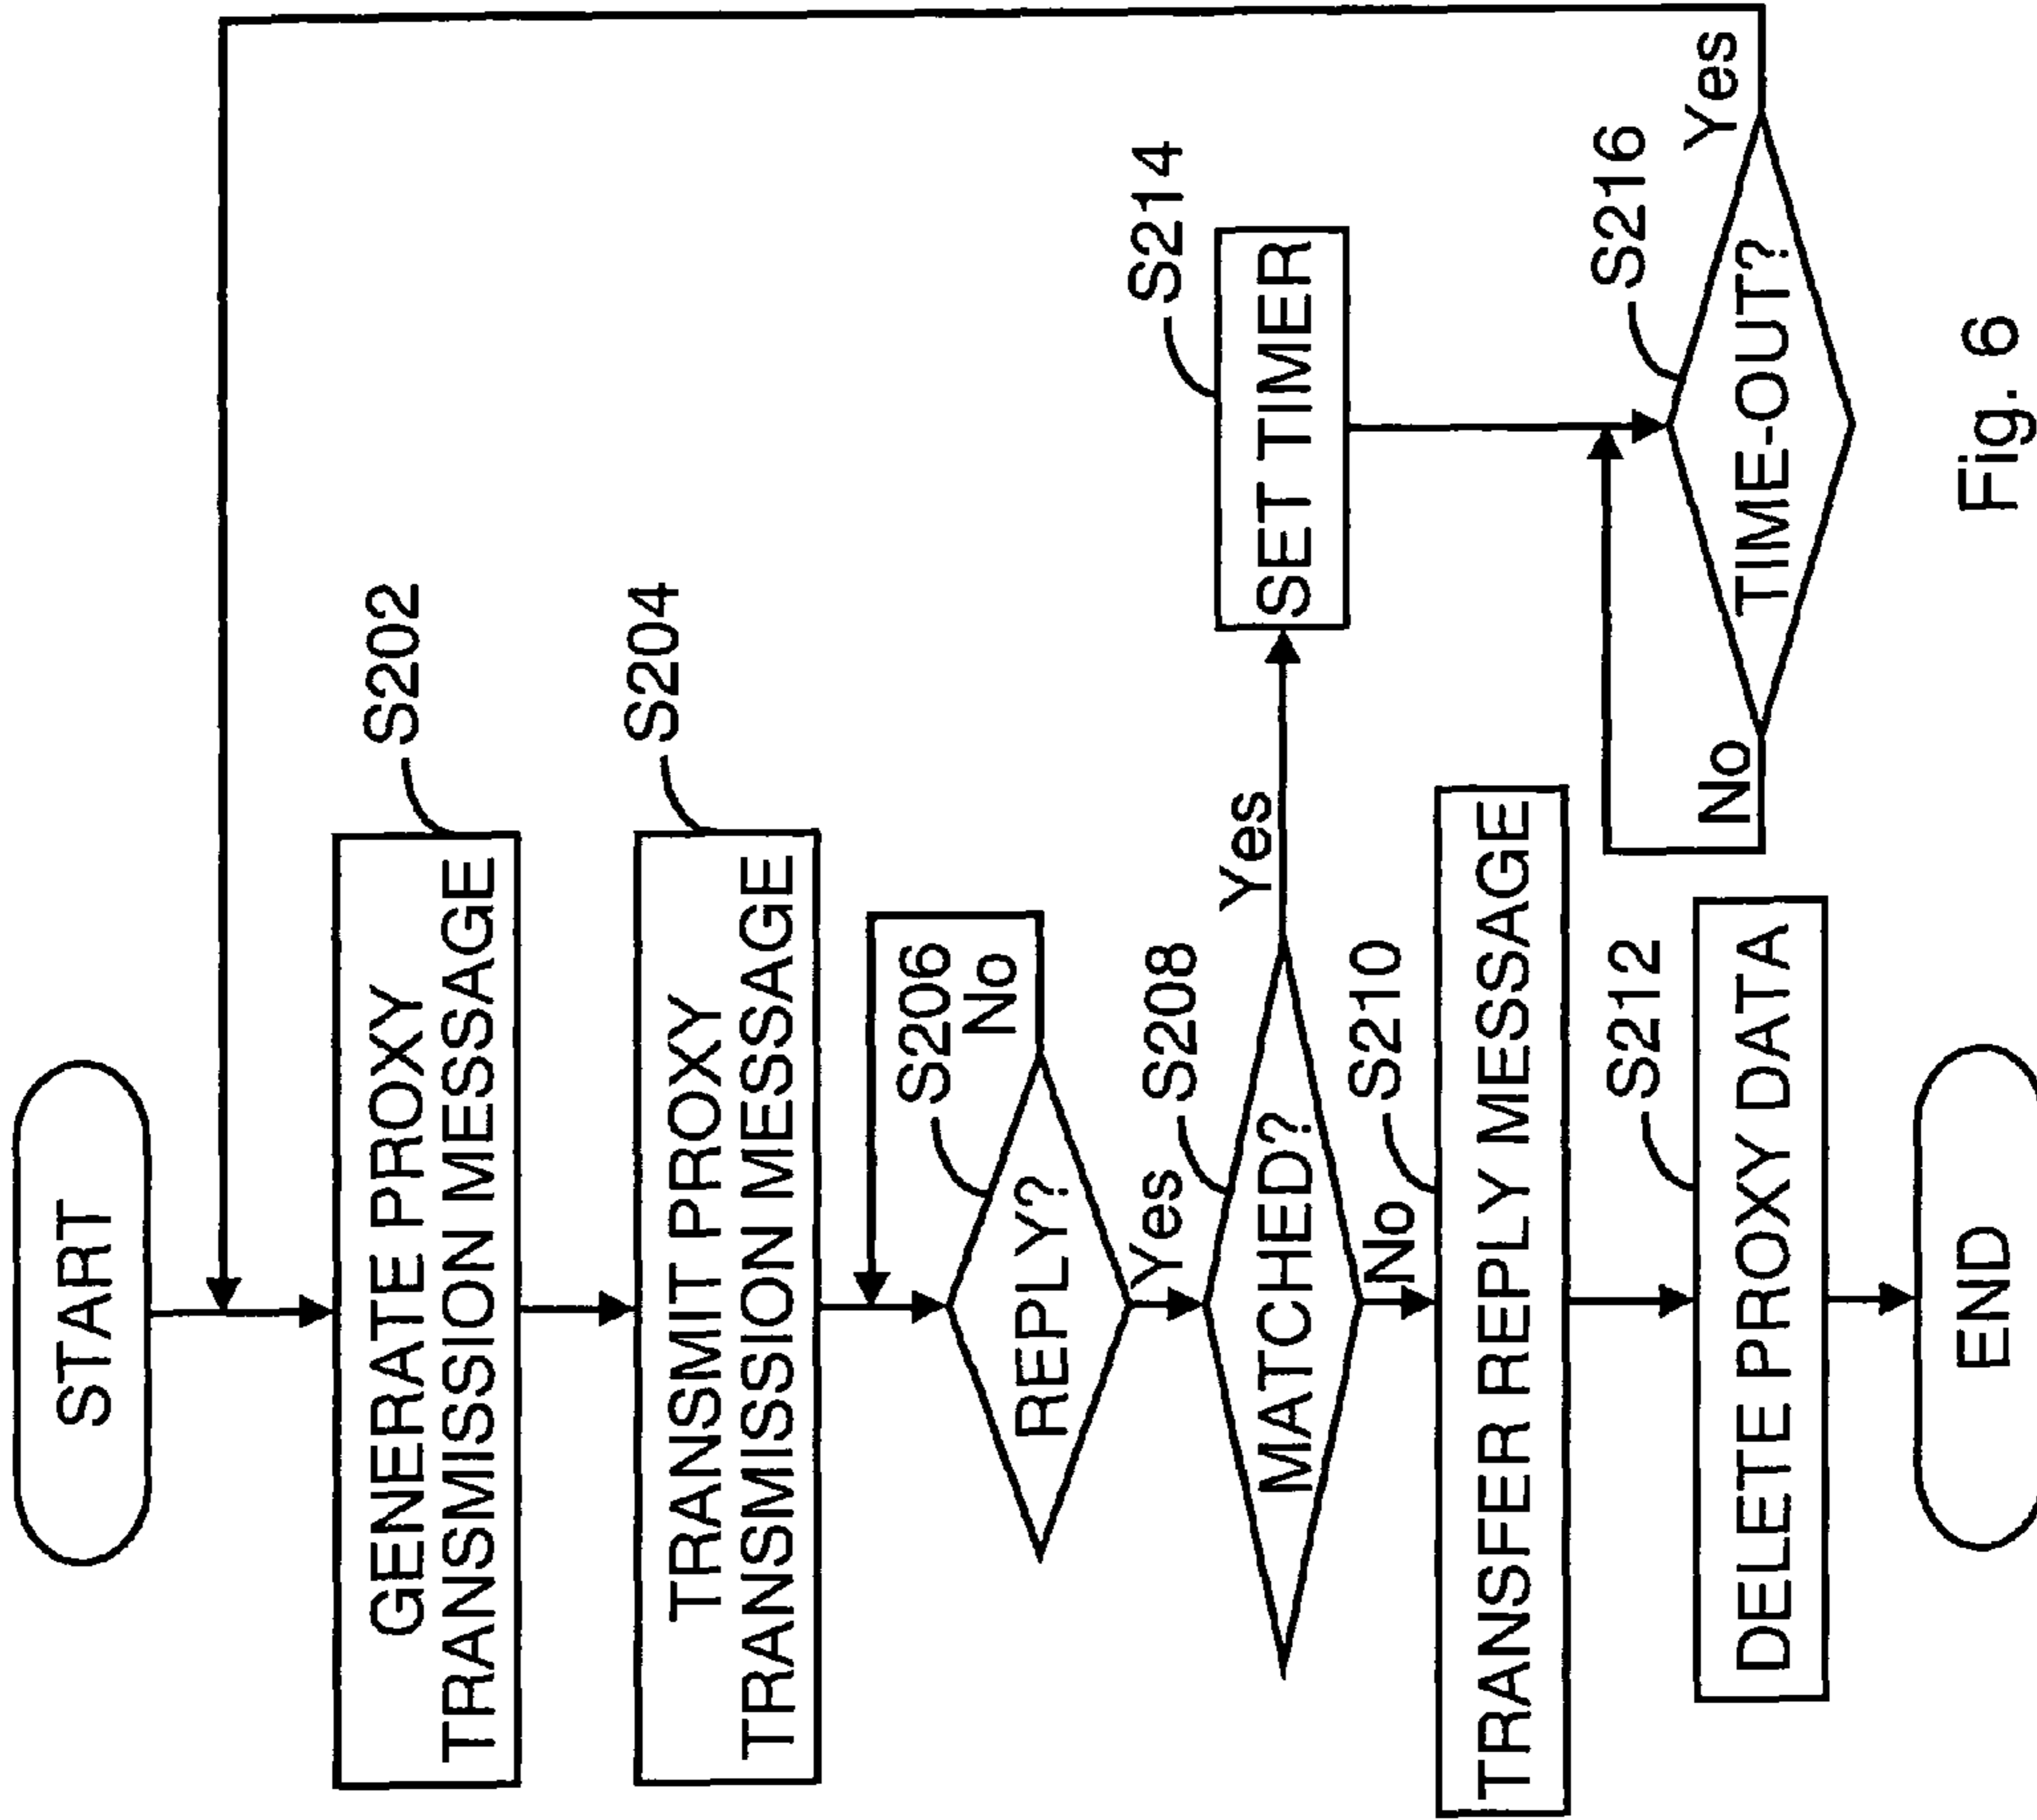 START
GENERATE PROXY
TRANSMISSION MESSAGE
S202
TRANSMIT PROXY
TRANSMISSION MESSAGE
S204
REPLY?
S206
No
Yes
MATCHED?
S208
Yes
No
TRANSFER REPLY MESSAGE
S210
DELETE PROXY DATA
S212
END
SET TIMER
S214
TIME-OUT?
S216
No
Yes
Fig. 6